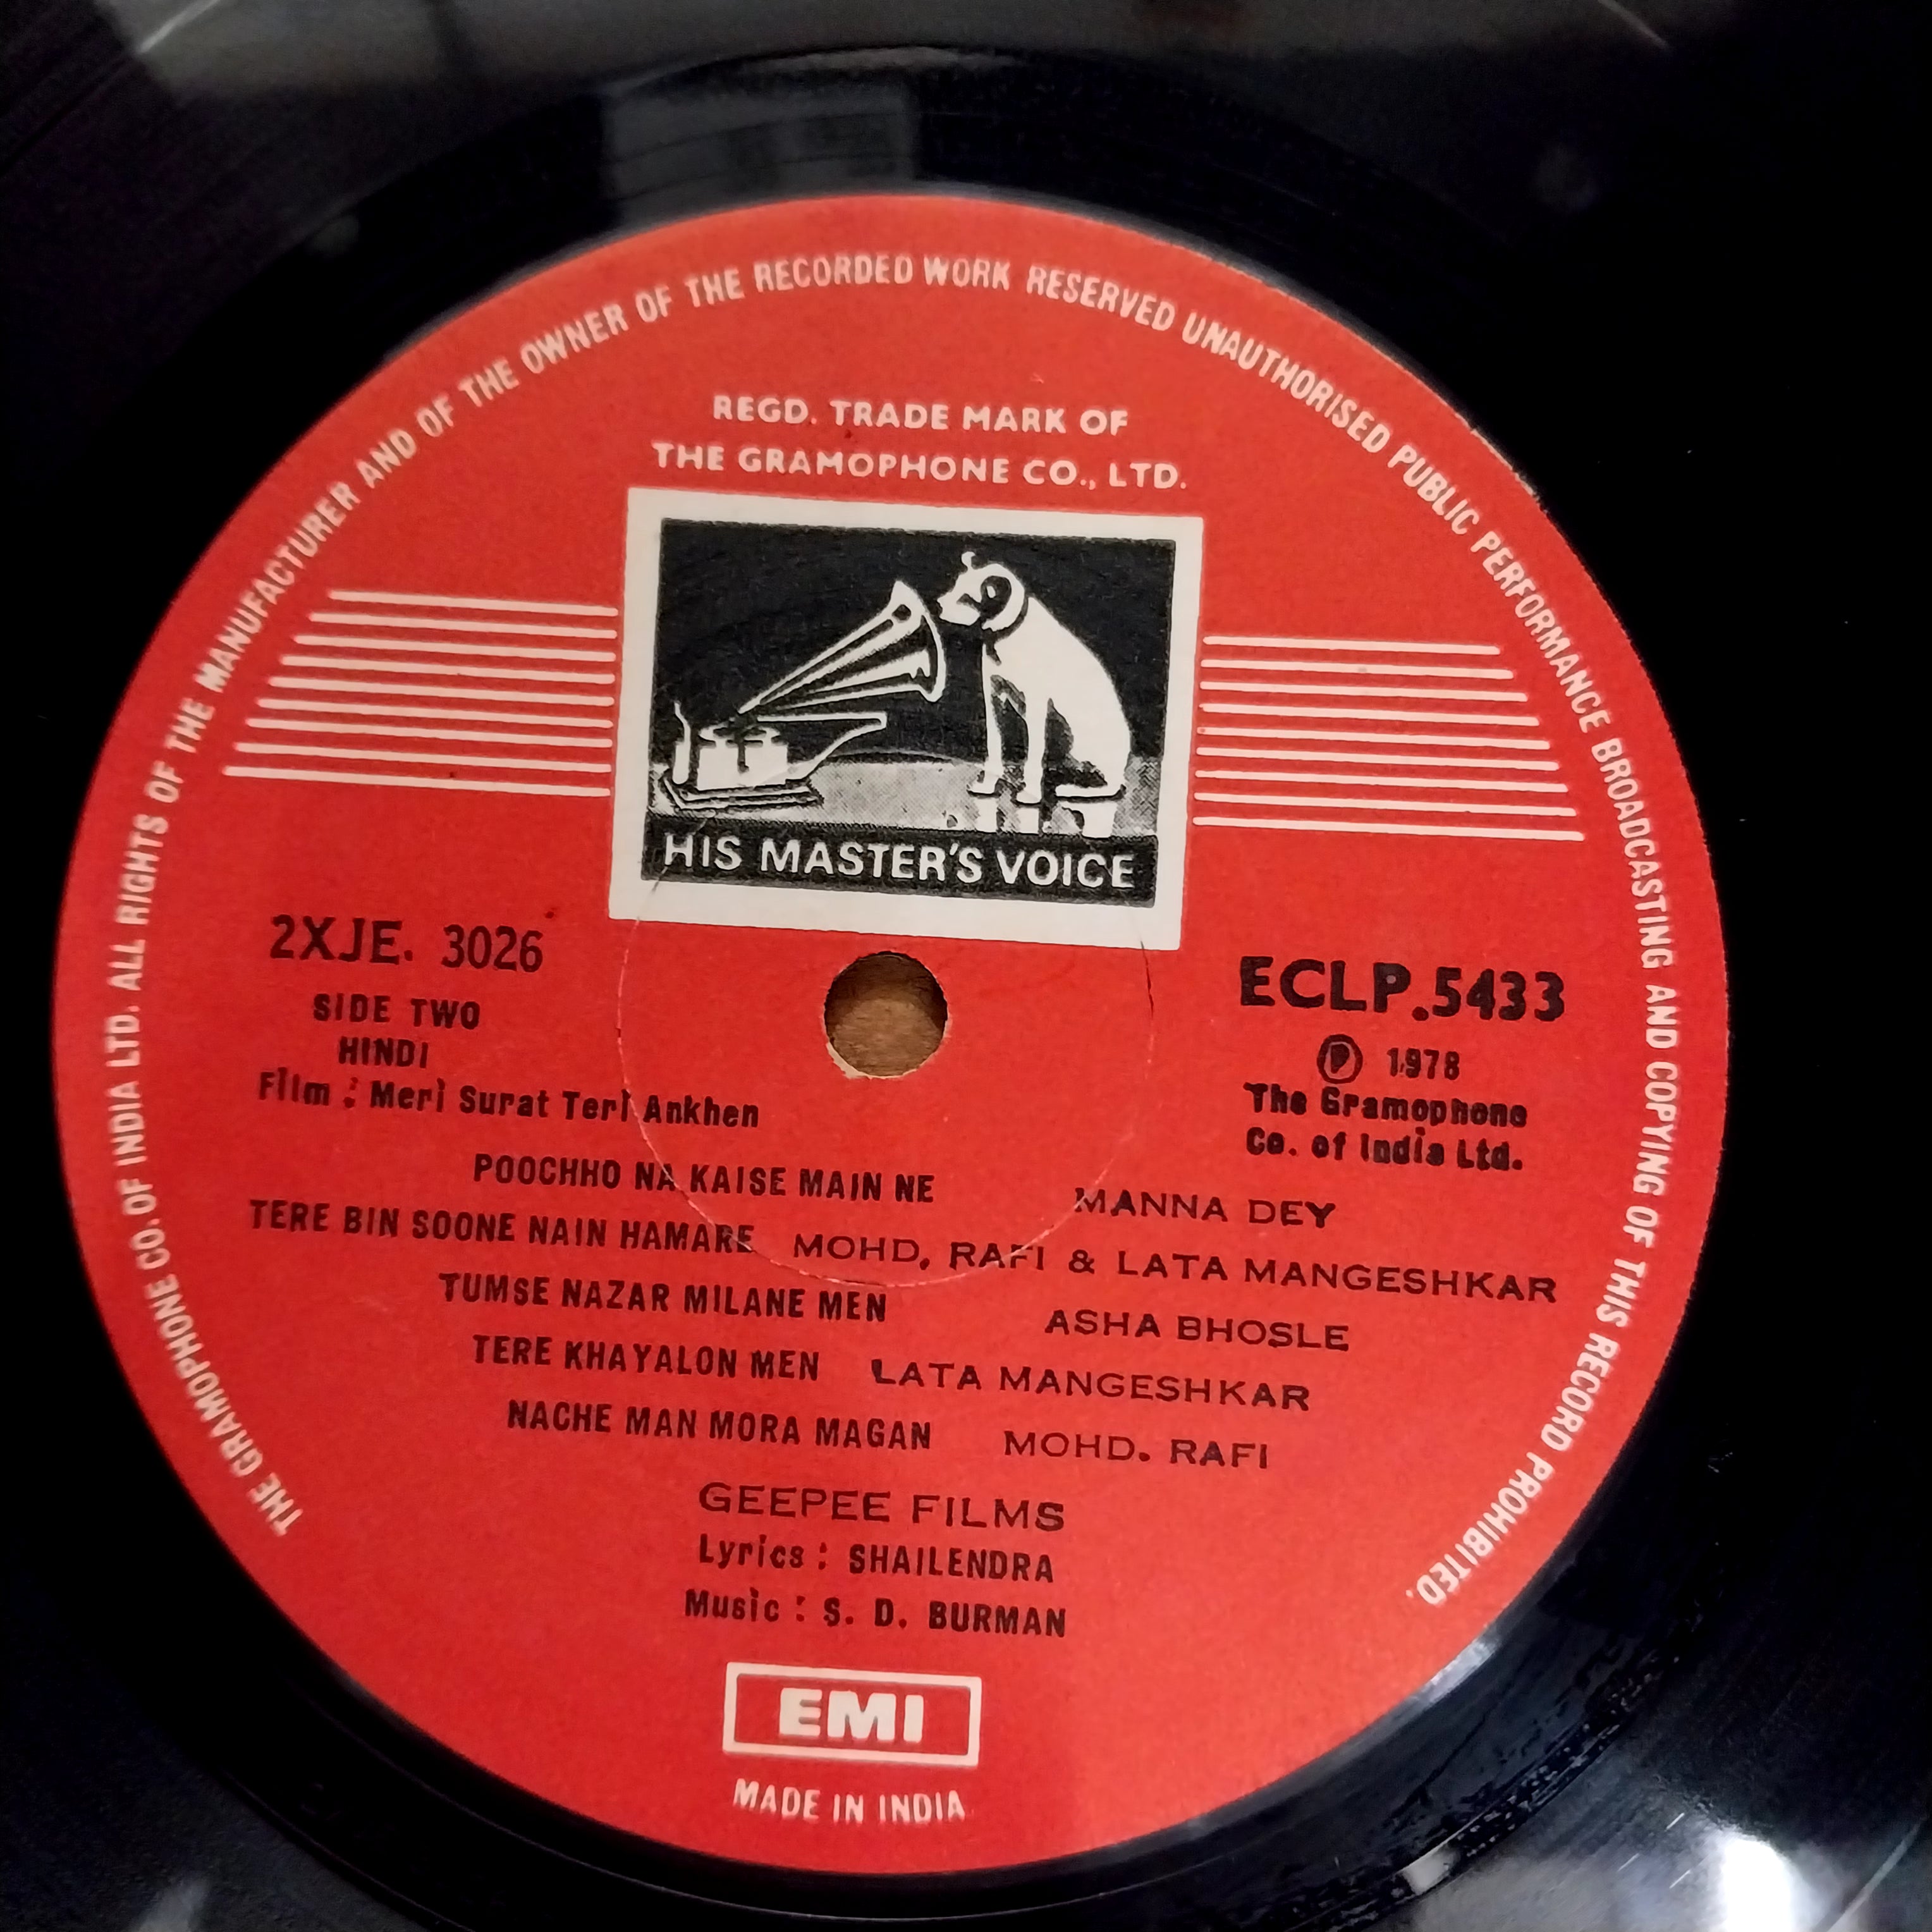 THE GRAMOPHONE CO. OF INDIA LTD. ALL RIGHTS OF THE MANUFACTURER AND OF THE OWNER OF THE RECORDED WORK RESERVED UNAUTHORISED PUBLIC PERFORMANCE BROADCASTING AND COPYING OF THIS RECORD PROHIBITED.
REGD. TRADE MARK OF
THE GRAMOPHONE CO., LTD.
HIS MASTER'S VOICE
2XJE. 3026
SIDE TWO
HINDI
Film : Meri Surat Teri Ankhen
ECLP.5433
Ⓟ 1978
The Gramophone
Co. of India Ltd.
POOCHHO NA KAISE MAIN NE MANNA DEY
TERE BIN SOONE NAIN HAMARE MOHD, RAFI & LATA MANGESHKAR
TUMSE NAZAR MILANE MEN ASHA BHOSLE
TERE KHAYALON MEN LATA MANGESHKAR
NACHE MAN MORA MAGAN MOHD. RAFI
GEEPEE FILMS
Lyrics : SHAILENDRA
Music : S. D. BURMAN
EMI
MADE IN INDIA